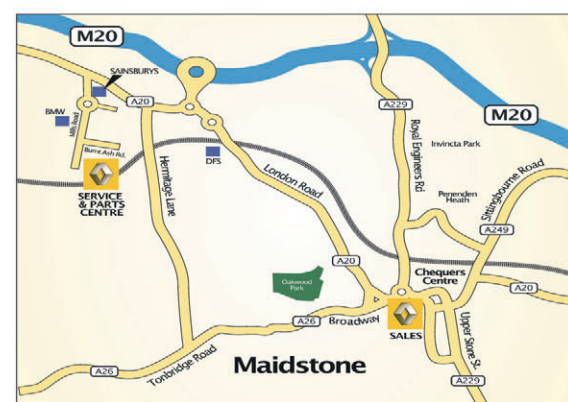 M20
SAINSBURYS
BMW
Mills Road
A20
A229
M20
Burnt Ash Rd.
DFS
Royal Engineers Rd
Invicta Park
SERVICE
& PARTS
CENTRE
Hermitage Lane
London Road
Penenden
Heath
Sittingbourne Road
A249
A20
Oakwood
Park
Chequers
Centre
A20
A26
Broadway
SALES
Upper Stone St.
A26
Tonbridge Road
Maidstone
A229